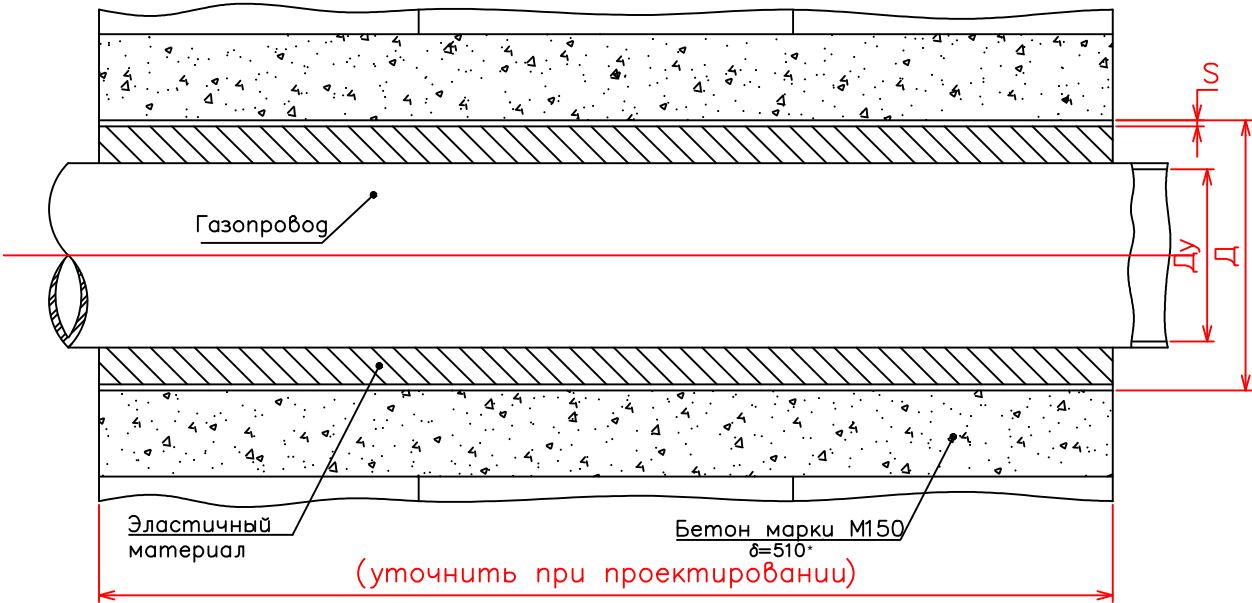 S
Газопровод
Ду
Д
Эластичный
материал
Бетон марки М150
δ=510*
(уточнить при проектировании)